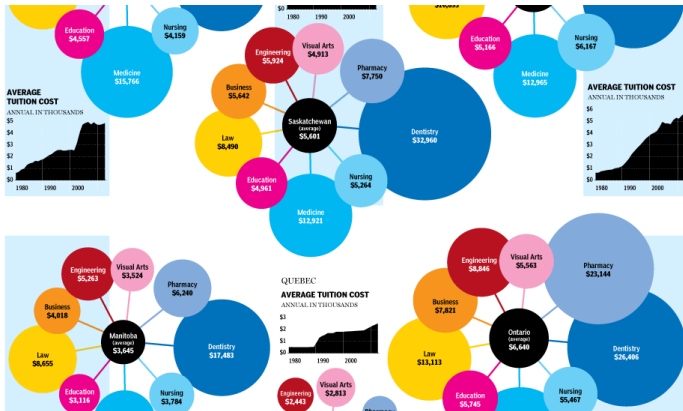 $20,693
$0
1980 1990 2000
Education
$4,557
Nursing
$4,159
Medicine
$15,766
Education
$5,166
Nursing
$6,167
Medicine
$12,965
AVERAGE
TUITION COST
ANNUAL IN THOUSANDS
$5
$4
$3
$2
$1
$0
1980 1990 2000
Engineering
$5,924
Visual Arts
$4,913
Pharmacy
$7,750
Business
$5,642
Saskatchewan
(average)
$5,601
Law
$8,490
Dentistry
$32,960
Education
$4,961
Nursing
$5,264
Medicine
$12,921
AVERAGE TUITION COST
ANNUAL IN THOUSANDS
$6
$5
$4
$3
$2
$1
$0
1980 1990 2000
Engineering
$5,263
Visual Arts
$3,524
Pharmacy
$6,240
Business
$4,018
Manitoba
(average)
$3,645
Law
$8,655
Dentistry
$17,483
Education
$3,116
Nursing
$3,784
QUEBEC
AVERAGE TUITION COST
ANNUAL IN THOUSANDS
$3
$2
$1
$0
1980 1990 2000
Engineering
$2,443
Visual Arts
$2,813
Pharmacy
Engineering
$8,846
Visual Arts
$5,563
Pharmacy
$23,144
Business
$7,821
Ontario
(average)
$6,640
Law
$13,113
Dentistry
$26,406
Education
$5,745
Nursing
$5,467